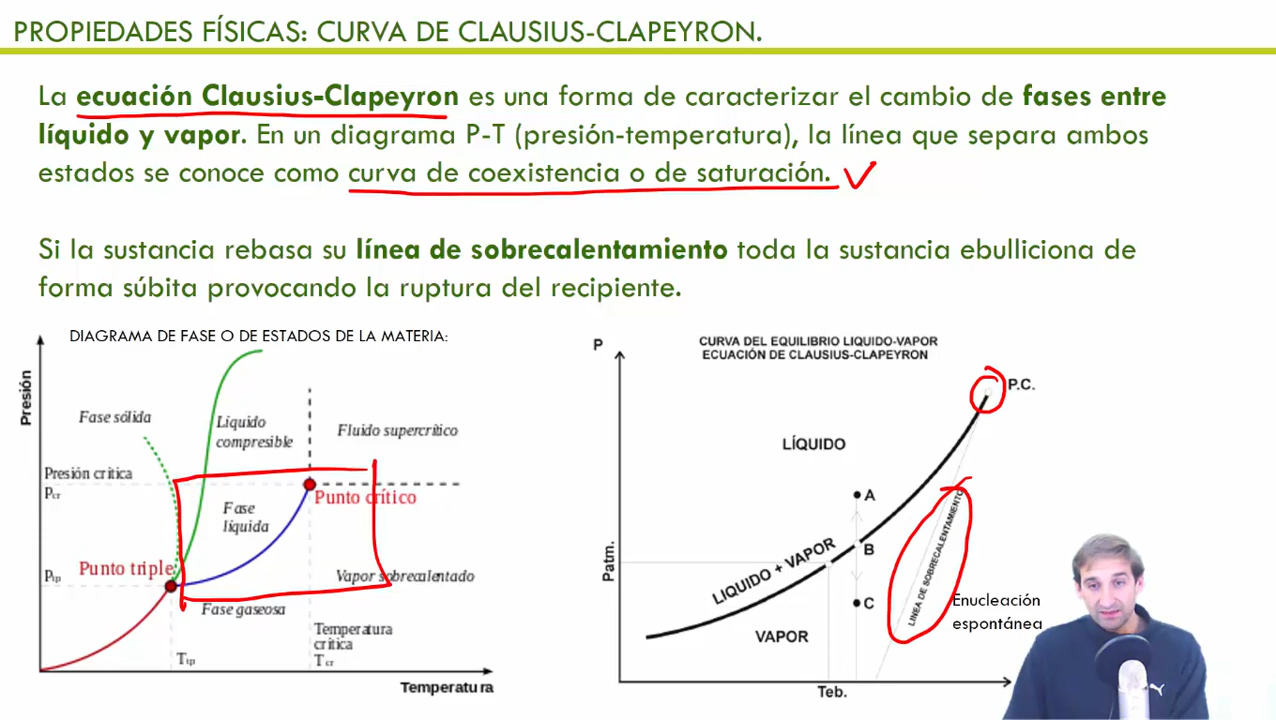 PROPIEDADES FÍSICAS: CURVA DE CLAUSIUS-CLAPEYRON.
La ecuación Clausius-Clapeyron es una forma de caracterizar el cambio de fases entre
líquido y vapor. En un diagrama P-T (presión-temperatura), la línea que separa ambos
estados se conoce como curva de coexistencia o de saturación.
Si la sustancia rebasa su línea de sobrecalentamiento toda la sustancia ebulliciona de
forma súbita provocando la ruptura del recipiente.
DIAGRAMA DE FASE O DE ESTADOS DE LA MATERIA:
Presión
Fase sólida
Líquido
compresible
Fluido supercrítico
Presión crítica
Pcr
Punto crítico
Fase
líquida
Punto triple
Ptp
Vapor sobrecalentado
Fase gaseosa
Temperatura
crítica
Tcr
Ttp
Temperatura
P
CURVA DEL EQUILIBRIO LIQUIDO-VAPOR
ECUACIÓN DE CLAUSIUS-CLAPEYRON
P.C.
LÍQUIDO
A
B
C
LIQUIDO + VAPOR
Patm.
LINEA DE SOBRECALENTAMIENTO
VAPOR
Enucleación
espontánea
Teb.